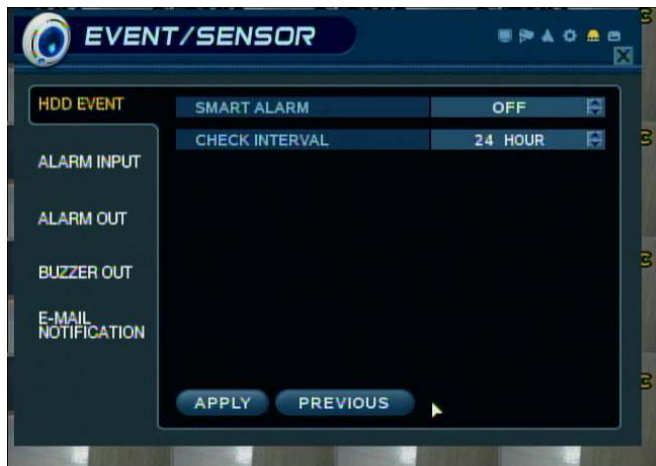 EVENT/SENSOR
HDD EVENT
SMART ALARM OFF
CHECK INTERVAL 24 HOUR
ALARM INPUT
ALARM OUT
BUZZER OUT
E-MAIL
NOTIFICATION
APPLY PREVIOUS